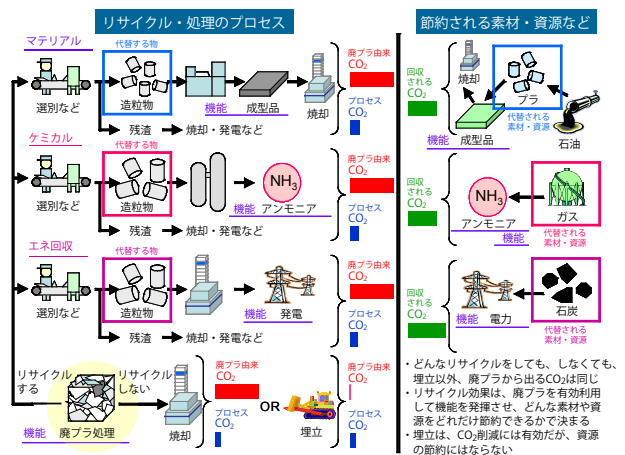 リサイクル・処理のプロセス
マテリアル
代替する物
選別など
造粒物
機能
成型品
焼却
廃プラ由来
CO₂
プロセス
CO₂
残渣
焼却・発電など
ケミカル
代替する物
選別など
造粒物
NH₃
機能
アンモニア
廃プラ由来
CO₂
プロセス
CO₂
残渣
焼却・発電など
エネ回収
代替する物
選別など
造粒物
機能
発電
廃プラ由来
CO₂
プロセス
CO₂
残渣
焼却・発電など
リサイクル
する
リサイクル
しない
機能
廃プラ処理
焼却
廃プラ由来
CO₂
プロセス
CO₂
OR
埋立
廃プラ由来
CO₂
プロセス
CO₂
節約される素材・資源など
回収
される
CO₂
焼却
プラ
代替される
素材・資源
機能
成型品
石油
回収
される
CO₂
NH₃
アンモニア
機能
ガス
代替される
素材・資源
回収
される
CO₂
機能
電力
石炭
代替される
素材・資源
・どんなリサイクルをしても、しなくても、
埋立以外、廃プラから出るCO₂は同じ
・リサイクル効果は、廃プラを有効利用
して機能を発揮させ、どんな素材や資
源をどれだけ節約できるかで決まる
・埋立は、CO₂削減には有効だが、資源
の節約にはならない